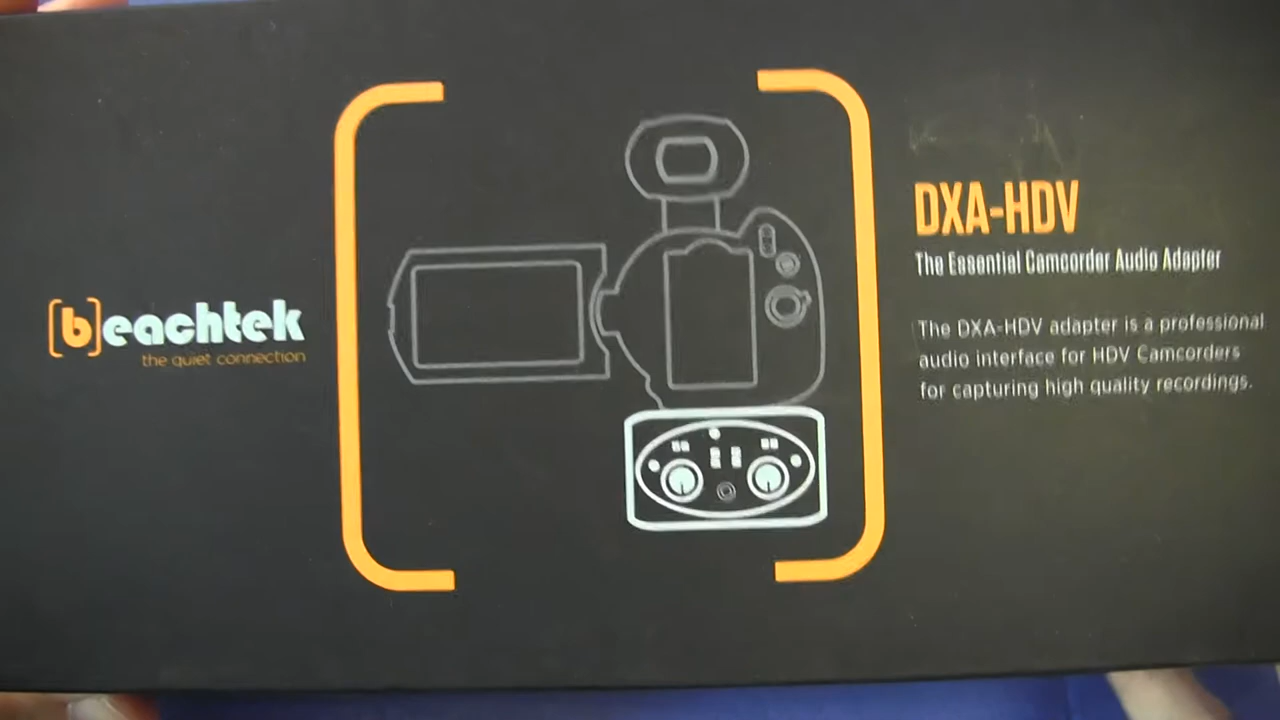 [b]eachtek
the quiet connection
DXA-HDV
The Essential Camcorder Audio Adapter
The DXA-HDV adapter is a professional
audio interface for HDV Camcorders
for capturing high quality recordings.